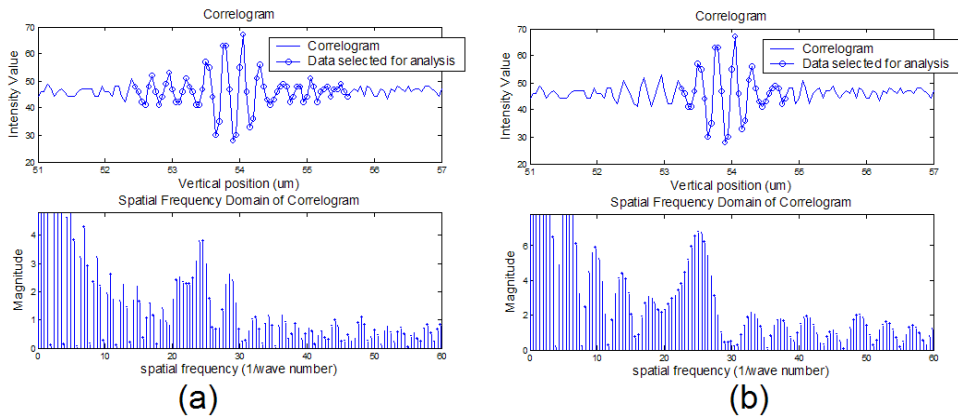 Correlogram
Intensity Value
70
60
50
40
30
20
Correlogram
Data selected for analysis
51 52 53 54 55 56 57
Vertical position (um)
Spatial Frequency Domain of Correlogram
Magnitude
4
3
2
1
0
0 10 20 30 40 50 60
spatial frequency (1/wave number)
(a)
Correlogram
Intensity Value
70
60
50
40
30
20
Correlogram
Data selected for analysis
51 52 53 54 55 56 57
Vertical position (um)
Spatial Frequency Domain of Correlogram
Magnitude
6
4
2
0
0 10 20 30 40 50 60
spatial frequency (1/wave number)
(b)